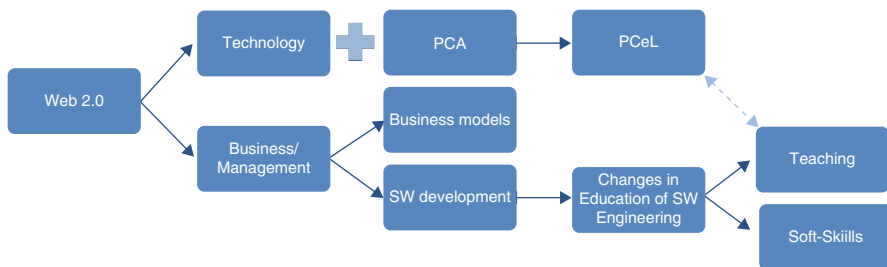 Technology
PCA
PCeL
Web 2.0
Business models
Business/
Management
Teaching
SW development
Changes in
Education of SW
Engineering
Soft-Skiills